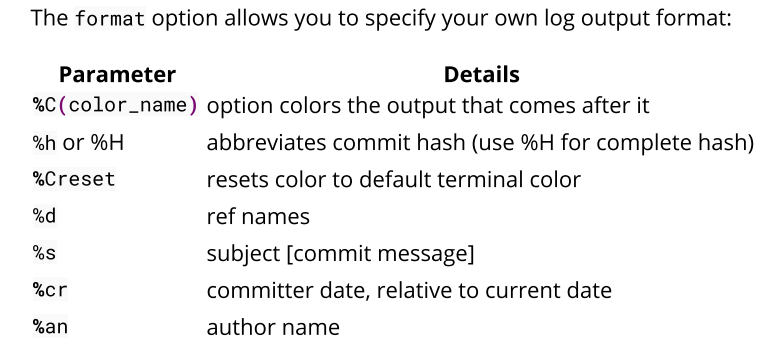 The format option allows you to specify your own log output format:
Parameter Details
%C(color_name) option colors the output that comes after it
%h or %H abbreviates commit hash (use %H for complete hash)
%Creset resets color to default terminal color
%d ref names
%s subject [commit message]
%cr committer date, relative to current date
%an author name